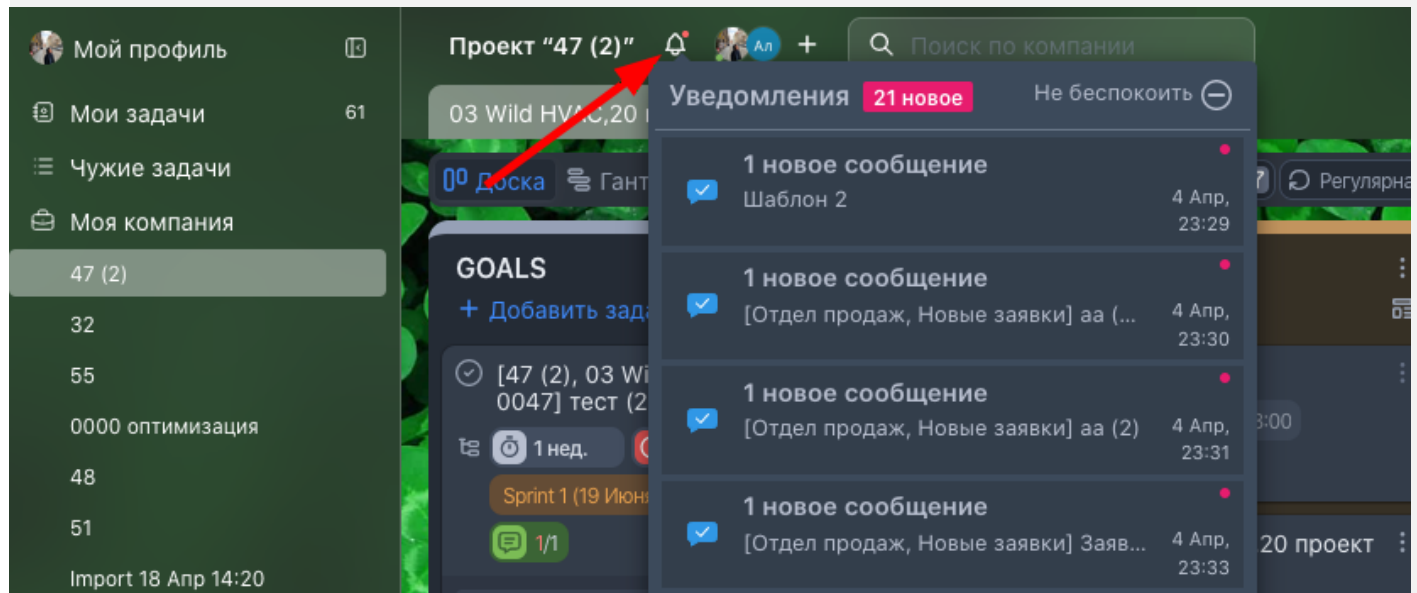 Мой профиль
Мои задачи 61
Чужие задачи
Моя компания
47 (2)
32
55
0000 оптимизация
48
51
Import 18 Апр 14:20
Проект “47 (2)”
Ал
+
Поиск по компании
03 Wild HVAC,20
Доска
Гант
GOALS
+ Добавить зада
[47 (2), 03 Wi
0047] тест (2
1 нед.
Sprint 1 (19 Июн
1/1
Уведомления 21 новое Не беспокоить
1 новое сообщение
Шаблон 2
4 Апр,
23:29
1 новое сообщение
[Отдел продаж, Новые заявки] аа (...
4 Апр,
23:30
1 новое сообщение
[Отдел продаж, Новые заявки] аа (2)
4 Апр,
23:31
1 новое сообщение
[Отдел продаж, Новые заявки] Заяв...
4 Апр,
23:33
7
Регулярна
3:00
20 проект